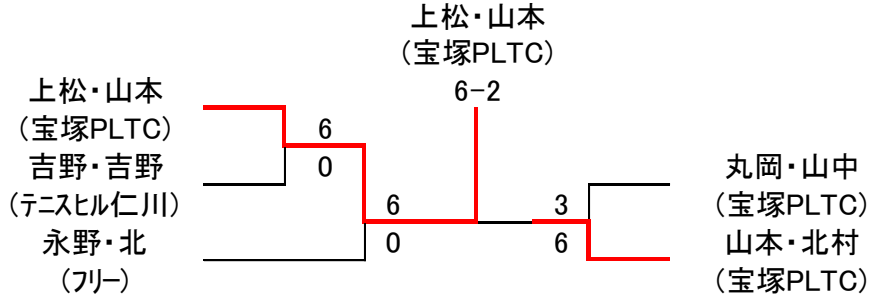 上松・山本
（宝塚PLTC）
6-2
上松・山本
（宝塚PLTC）
吉野・吉野
（テニスヒル仁川）
永野・北
（フリー）
6
0
6
0
3
6
丸岡・山中
（宝塚PLTC）
山本・北村
（宝塚PLTC）